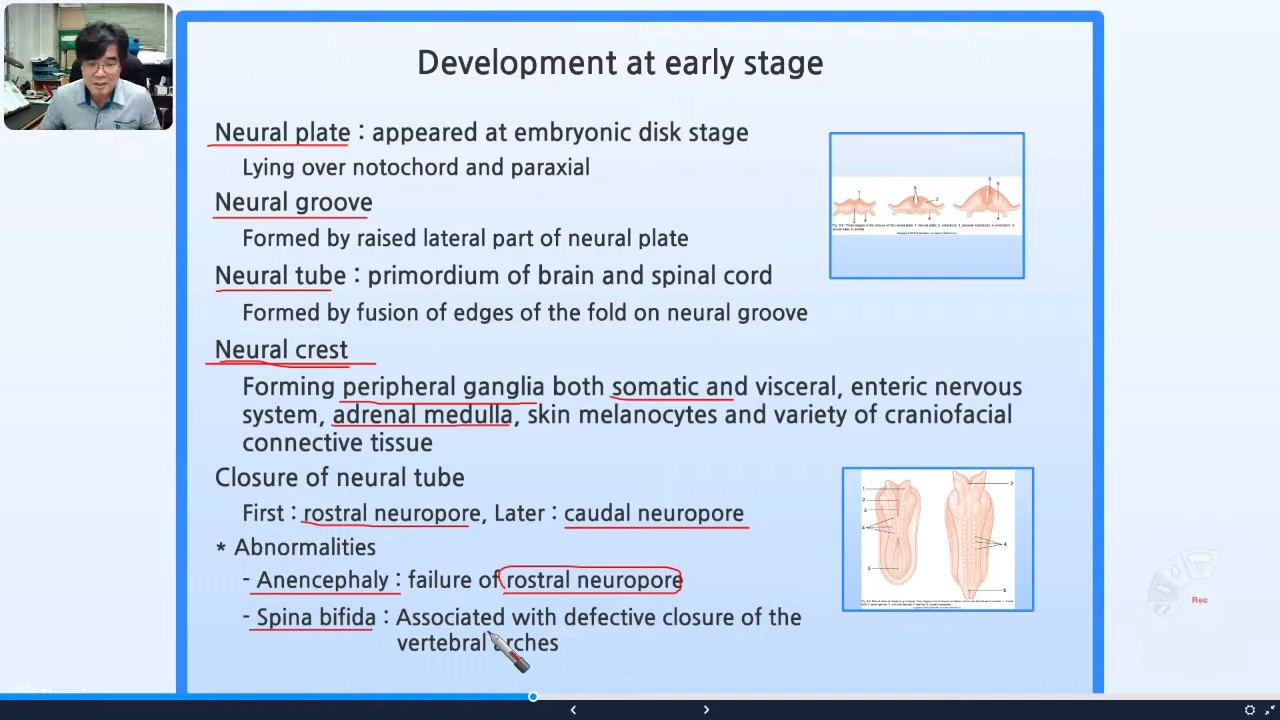 Development at early stage
Neural plate : appeared at embryonic disk stage
Lying over notochord and paraxial
Neural groove
Formed by raised lateral part of neural plate
Neural tube : primordium of brain and spinal cord
Formed by fusion of edges of the fold on neural groove
Neural crest
Forming peripheral ganglia both somatic and visceral, enteric nervous
system, adrenal medulla, skin melanocytes and variety of craniofacial
connective tissue
Closure of neural tube
First : rostral neuropore, Later : caudal neuropore
* Abnormalities
- Anencephaly : failure of rostral neuropore
- Spina bifida : Associated with defective closure of the
vertebral arches
Rec